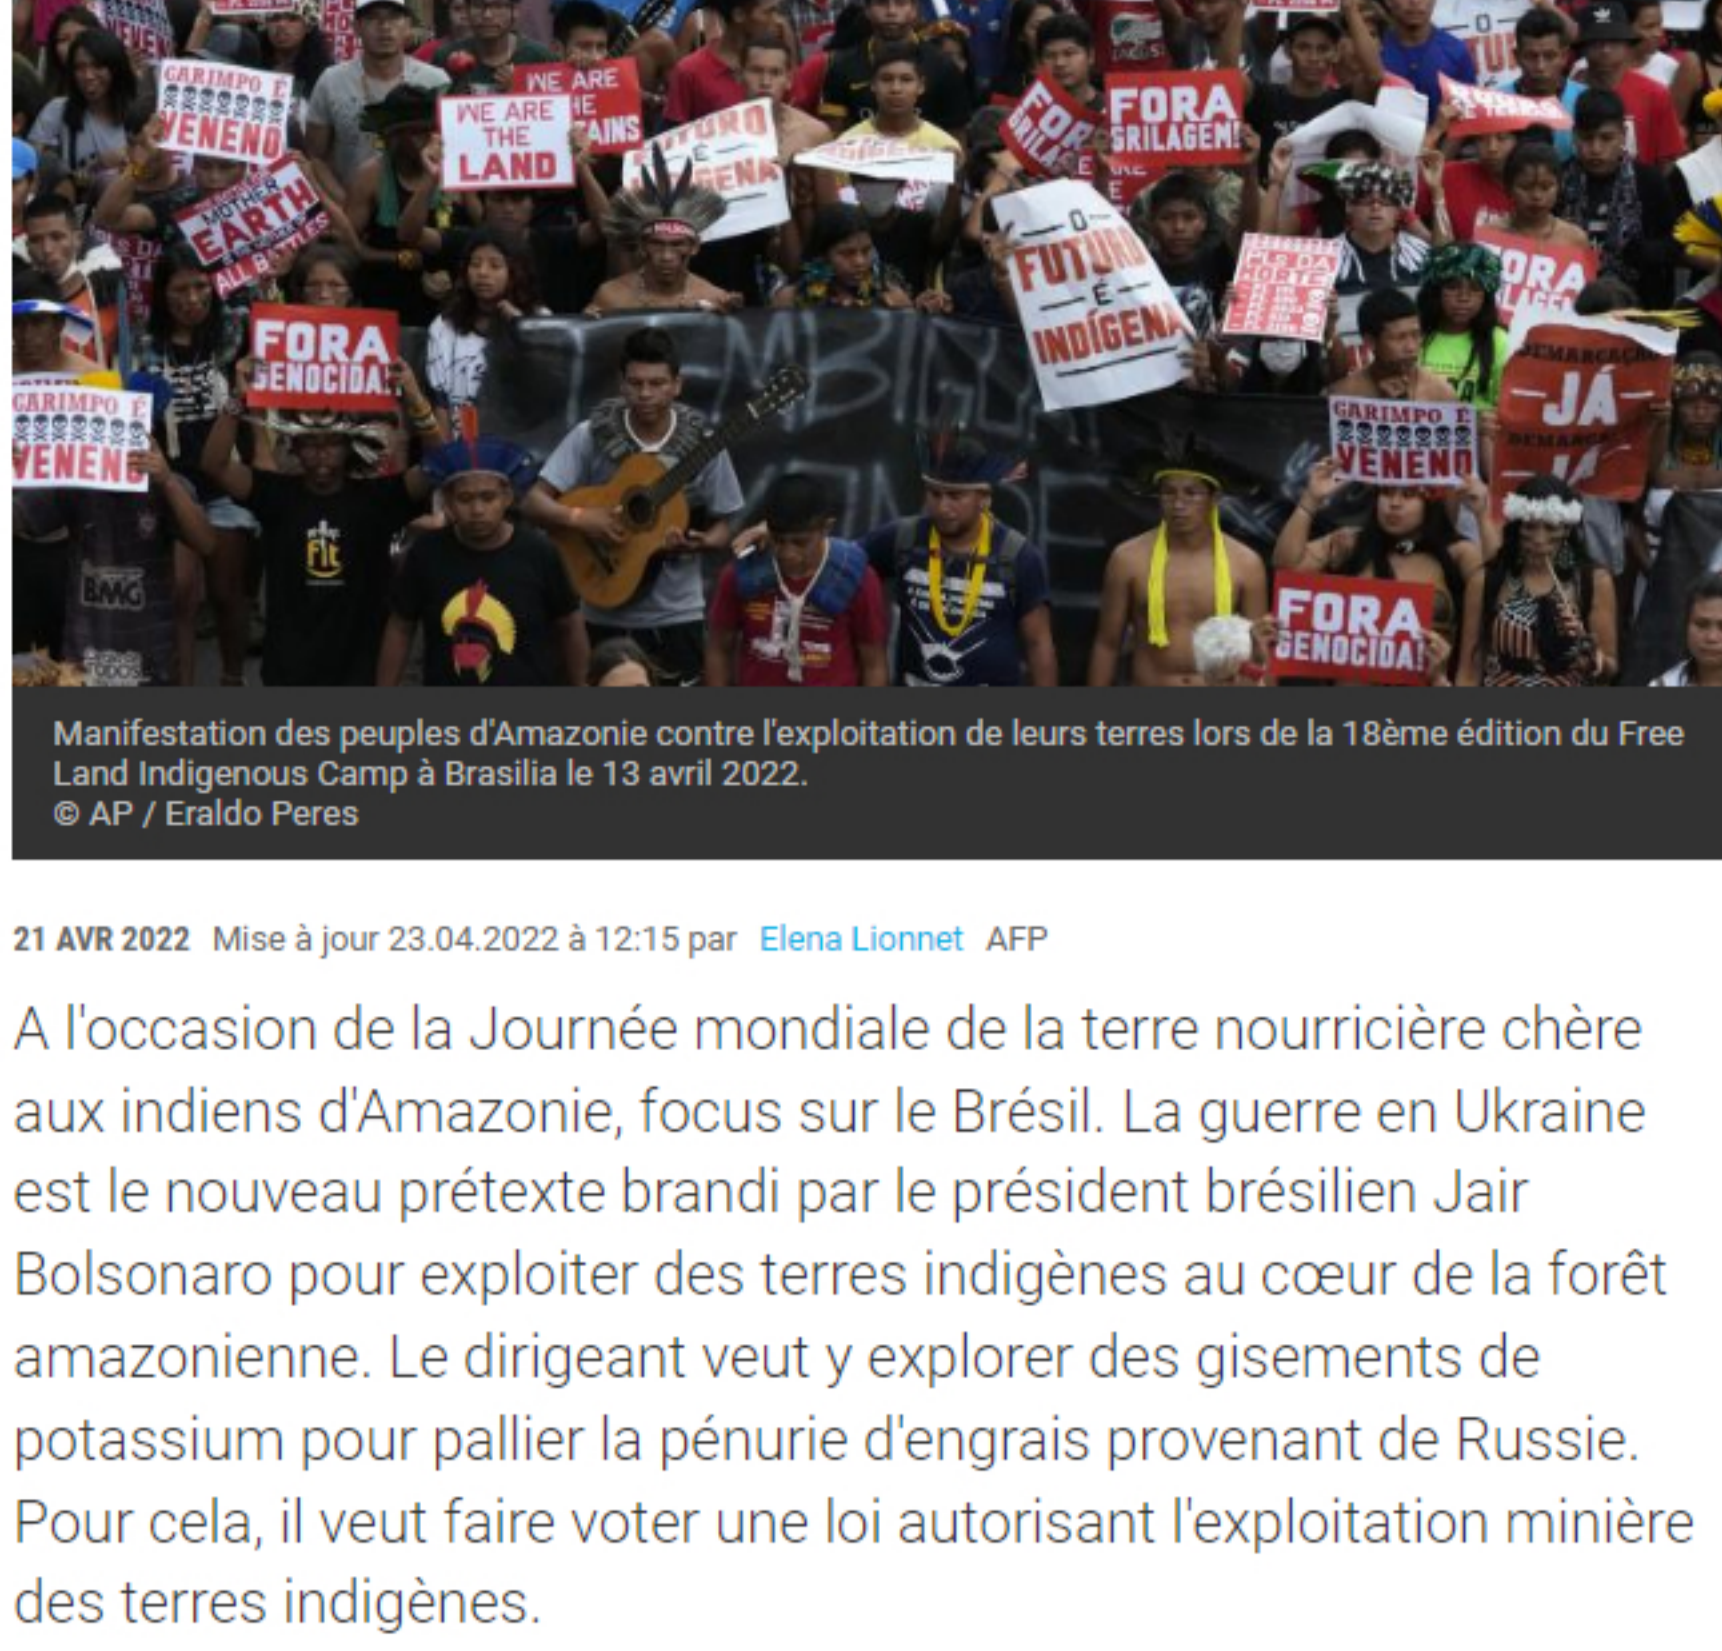 GARIMPO É
VENENO
WE ARE
THE
LAND
WE ARE
FORA
GRILAGEM!
MOTHER
EARTH
ALL BATTLES
O
FUTURO
É
INDÍGENA
FORA
GENOCIDA!
GARIMPO É
VENENO
DEMARCAÇÃO
JÁ
GARIMPO É
VENENO
fit
BMG
FORA
GENOCIDA!
Manifestation des peuples d'Amazonie contre l'exploitation de leurs terres lors de la 18ème édition du Free
Land Indigenous Camp à Brasilia le 13 avril 2022.
© AP / Eraldo Peres
21 AVR 2022 Mise à jour 23.04.2022 à 12:15 par Elena Lionnet AFP
A l'occasion de la Journée mondiale de la terre nourricière chère
aux indiens d'Amazonie, focus sur le Brésil. La guerre en Ukraine
est le nouveau prétexte brandi par le président brésilien Jair
Bolsonaro pour exploiter des terres indigènes au cœur de la forêt
amazonienne. Le dirigeant veut y explorer des gisements de
potassium pour pallier la pénurie d'engrais provenant de Russie.
Pour cela, il veut faire voter une loi autorisant l'exploitation minière
des terres indigènes.